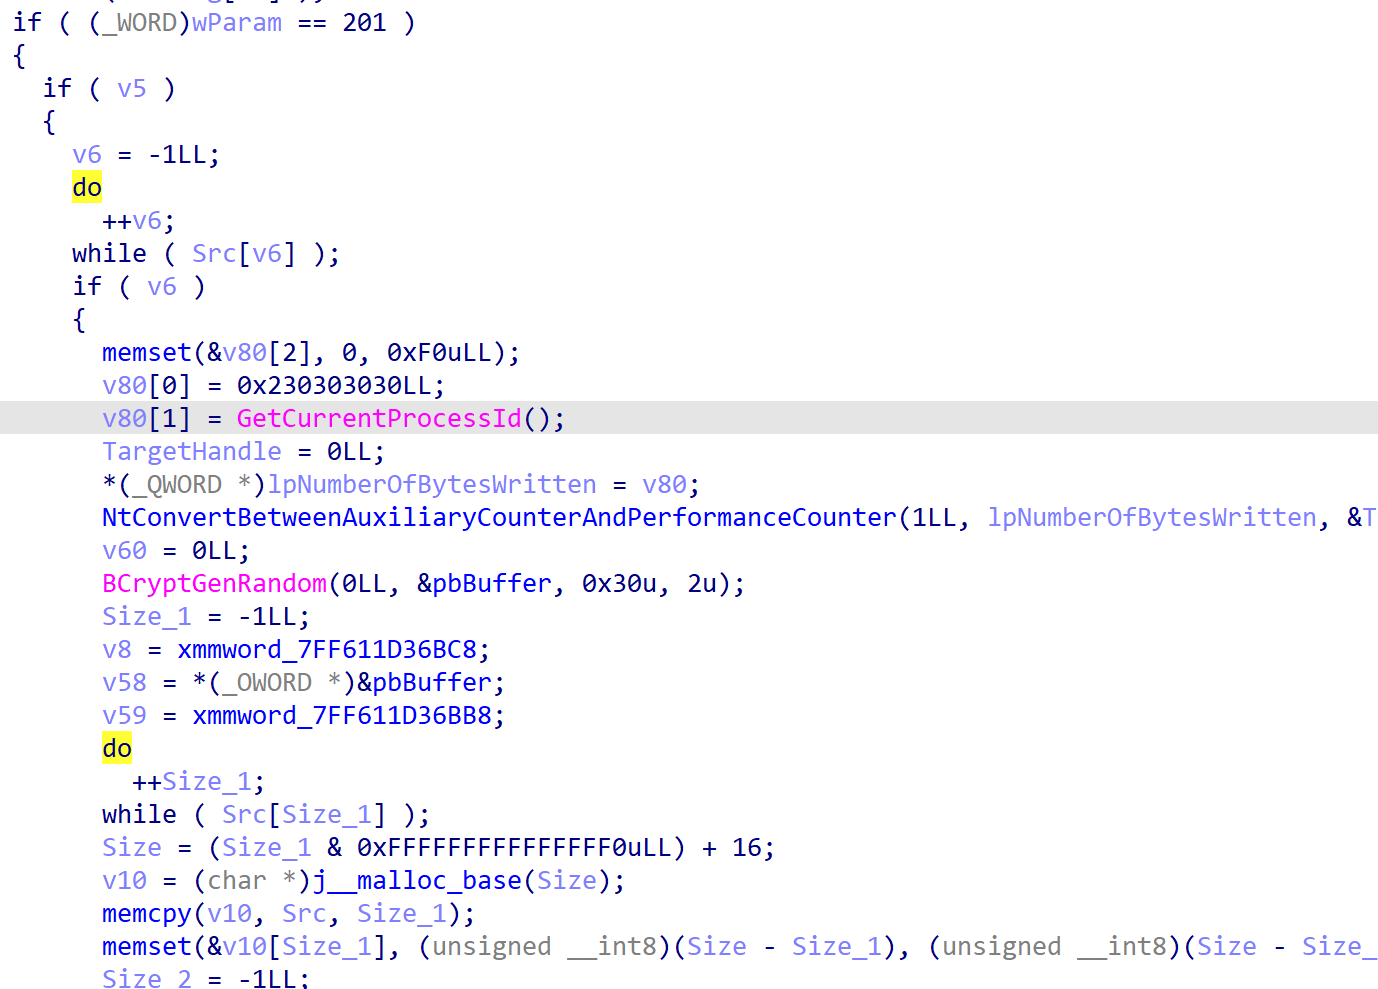 if ( (_WORD)wParam == 201 )
{
if ( v5 )
{
v6 = -1LL;
do
++v6;
while ( Src[v6] );
if ( v6 )
{
memset(&v80[2], 0, 0xF0uLL);
v80[0] = 0x230303030LL;
v80[1] = GetCurrentProcessId();
TargetHandle = 0LL;
*(_QWORD *)lpNumberOfBytesWritten = v80;
NtConvertBetweenAuxiliaryCounterAndPerformanceCounter(1LL, lpNumberOfBytesWritten, &T
v60 = 0LL;
BCryptGenRandom(0LL, &pbBuffer, 0x30u, 2u);
Size_1 = -1LL;
v8 = xmmword_7FF611D36BC8;
v58 = *(_OWORD *)&pbBuffer;
v59 = xmmword_7FF611D36BB8;
do
++Size_1;
while ( Src[Size_1] );
Size = (Size_1 & 0xFFFFFFFFFFFFFFF0uLL) + 16;
v10 = (char *)j__malloc_base(Size);
memcpy(v10, Src, Size_1);
memset(&v10[Size_1], (unsigned __int8)(Size - Size_1), (unsigned __int8)(Size - Size_
Size_2 = -1LL;